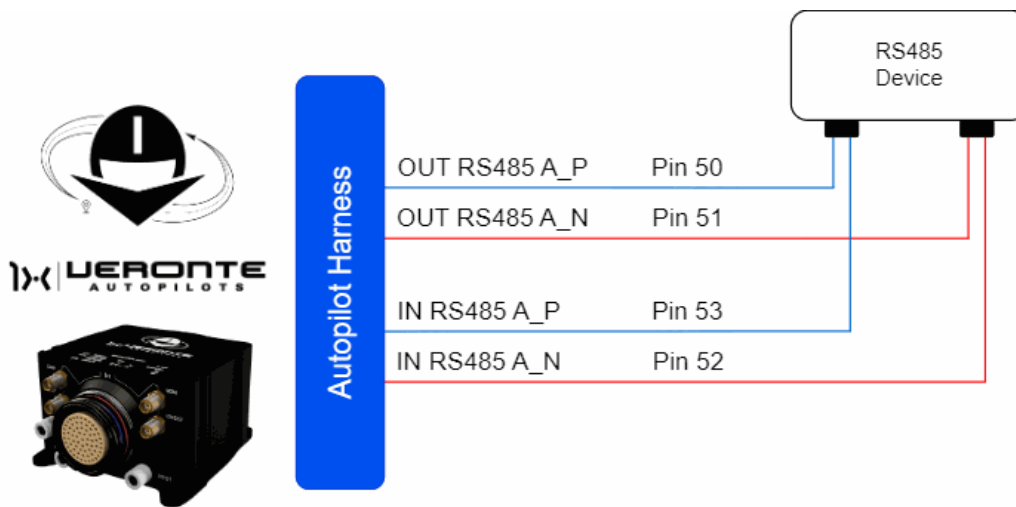 RS485
Device
OUT RS485 A_P Pin 50
OUT RS485 A_N Pin 51
IN RS485 A_P Pin 53
IN RS485 A_N Pin 52
Autopilot Harness
VERONTE
AUTOPILOTS